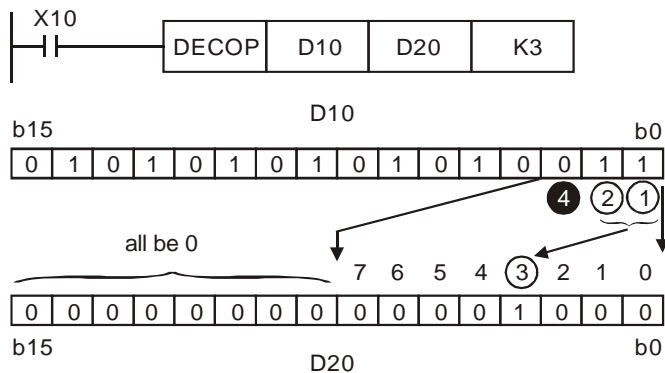 X10
DECOP D10 D20 K3
D10
b15 b0
0 1 0 1 0 1 0 1 0 1 0 1 0 0 1 1
4 2 1
all be 0
7 6 5 4 3 2 1 0
0 0 0 0 0 0 0 0 0 0 0 0 1 0 0 0
b15 b0
D20